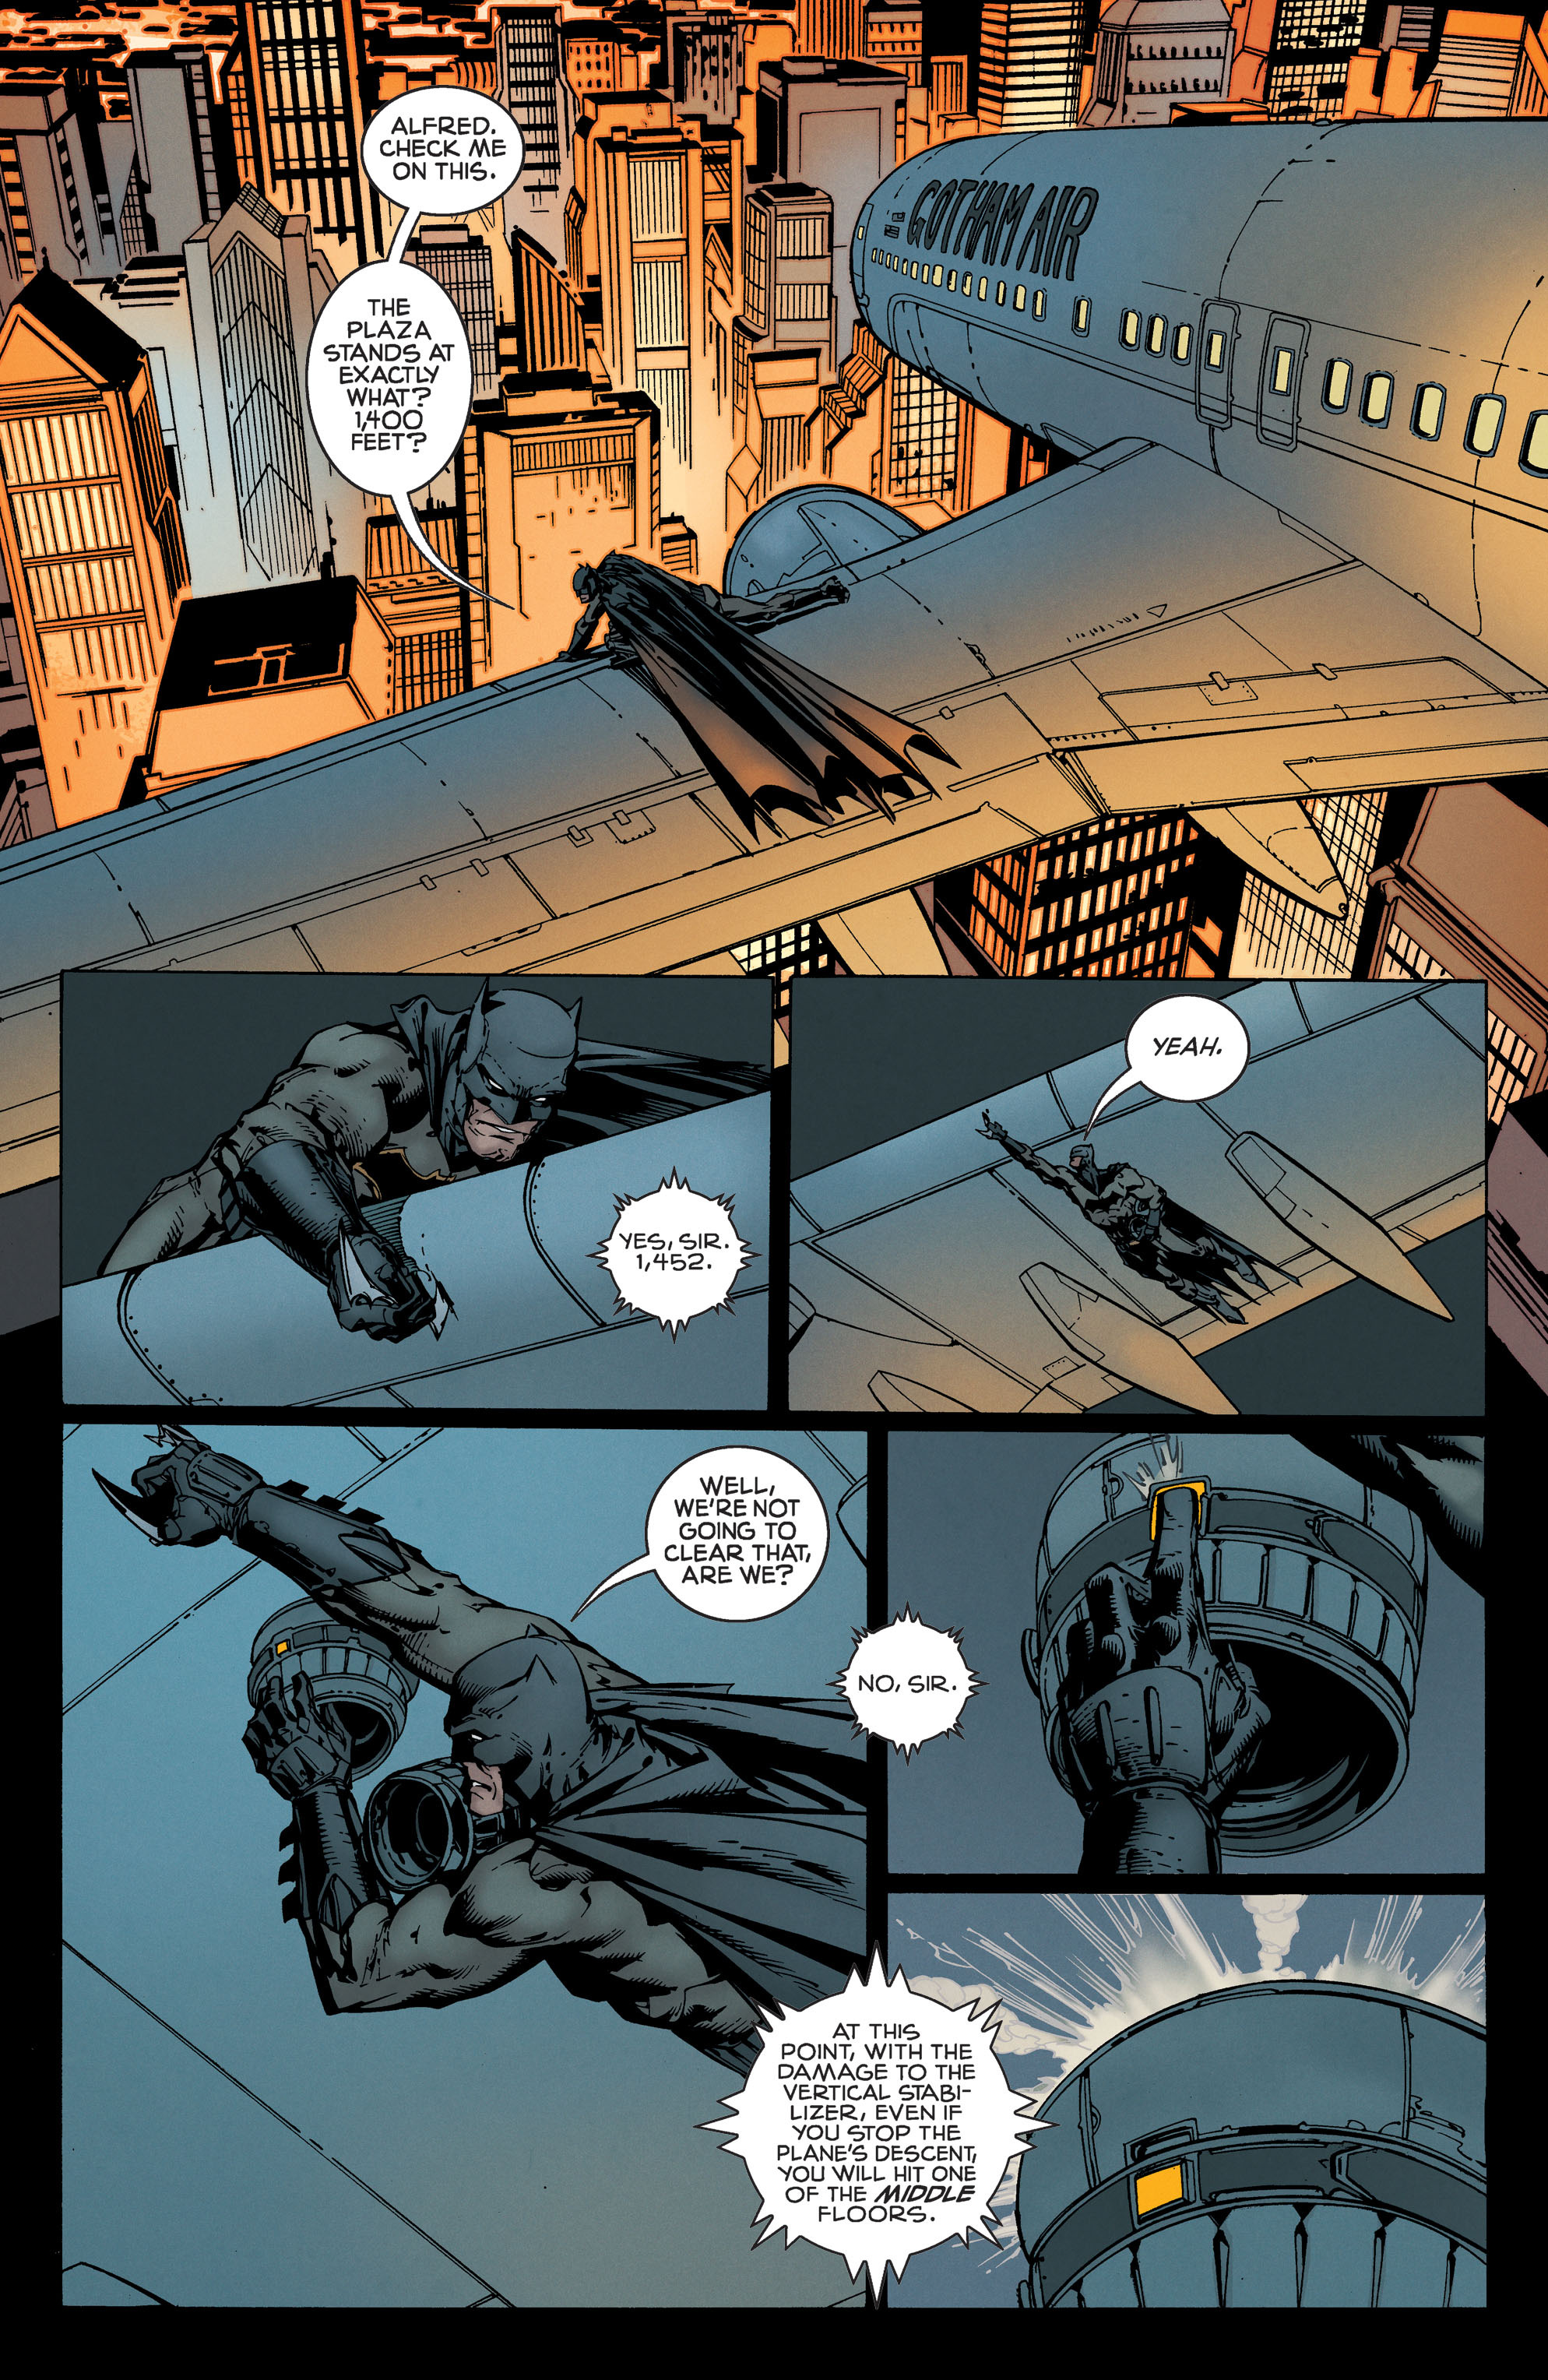 ALFRED.
CHECK ME
ON THIS.
THE
PLAZA
STANDS AT
EXACTLY
WHAT?
1,400
FEET?
GOTHAM AIR
YES, SIR.
1,452.
YEAH.
WELL,
WE'RE NOT
GOING TO
CLEAR THAT,
ARE WE?
NO, SIR.
AT THIS
POINT, WITH THE
DAMAGE TO THE
VERTICAL STABI-
LIZER, EVEN IF
YOU STOP THE
PLANE'S DESCENT,
YOU WILL HIT ONE
OF THE MIDDLE
FLOORS.